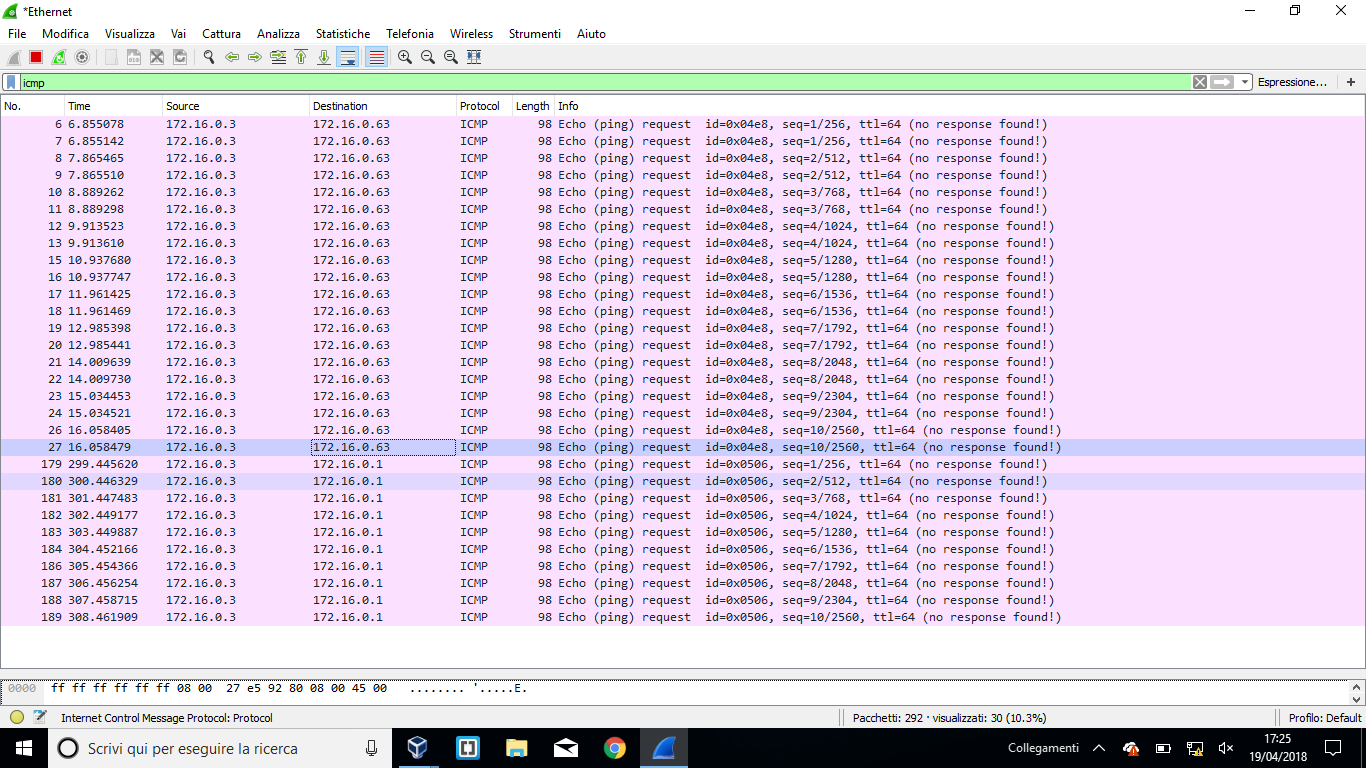 *Ethernet
File Modifica Visualizza Vai Cattura Analizza Statistiche Telefonia Wireless Strumenti Aiuto
icmp Espressione... +
No. Time Source Destination Protocol Length Info
6 6.855078 172.16.0.3 172.16.0.63 ICMP 98 Echo (ping) request id=0x04e8, seq=1/256, ttl=64 (no response found!)
7 6.855142 172.16.0.3 172.16.0.63 ICMP 98 Echo (ping) request id=0x04e8, seq=1/256, ttl=64 (no response found!)
8 7.865465 172.16.0.3 172.16.0.63 ICMP 98 Echo (ping) request id=0x04e8, seq=2/512, ttl=64 (no response found!)
9 7.865510 172.16.0.3 172.16.0.63 ICMP 98 Echo (ping) request id=0x04e8, seq=2/512, ttl=64 (no response found!)
10 8.889262 172.16.0.3 172.16.0.63 ICMP 98 Echo (ping) request id=0x04e8, seq=3/768, ttl=64 (no response found!)
11 8.889298 172.16.0.3 172.16.0.63 ICMP 98 Echo (ping) request id=0x04e8, seq=3/768, ttl=64 (no response found!)
12 9.913523 172.16.0.3 172.16.0.63 ICMP 98 Echo (ping) request id=0x04e8, seq=4/1024, ttl=64 (no response found!)
13 9.913610 172.16.0.3 172.16.0.63 ICMP 98 Echo (ping) request id=0x04e8, seq=4/1024, ttl=64 (no response found!)
15 10.937680 172.16.0.3 172.16.0.63 ICMP 98 Echo (ping) request id=0x04e8, seq=5/1280, ttl=64 (no response found!)
16 10.937747 172.16.0.3 172.16.0.63 ICMP 98 Echo (ping) request id=0x04e8, seq=5/1280, ttl=64 (no response found!)
17 11.961425 172.16.0.3 172.16.0.63 ICMP 98 Echo (ping) request id=0x04e8, seq=6/1536, ttl=64 (no response found!)
18 11.961469 172.16.0.3 172.16.0.63 ICMP 98 Echo (ping) request id=0x04e8, seq=6/1536, ttl=64 (no response found!)
19 12.985398 172.16.0.3 172.16.0.63 ICMP 98 Echo (ping) request id=0x04e8, seq=7/1792, ttl=64 (no response found!)
20 12.985441 172.16.0.3 172.16.0.63 ICMP 98 Echo (ping) request id=0x04e8, seq=7/1792, ttl=64 (no response found!)
21 14.009639 172.16.0.3 172.16.0.63 ICMP 98 Echo (ping) request id=0x04e8, seq=8/2048, ttl=64 (no response found!)
22 14.009730 172.16.0.3 172.16.0.63 ICMP 98 Echo (ping) request id=0x04e8, seq=8/2048, ttl=64 (no response found!)
23 15.034453 172.16.0.3 172.16.0.63 ICMP 98 Echo (ping) request id=0x04e8, seq=9/2304, ttl=64 (no response found!)
24 15.034521 172.16.0.3 172.16.0.63 ICMP 98 Echo (ping) request id=0x04e8, seq=9/2304, ttl=64 (no response found!)
26 16.058405 172.16.0.3 172.16.0.63 ICMP 98 Echo (ping) request id=0x04e8, seq=10/2560, ttl=64 (no response found!)
27 16.058479 172.16.0.3 172.16.0.63 ICMP 98 Echo (ping) request id=0x04e8, seq=10/2560, ttl=64 (no response found!)
179 299.445620 172.16.0.3 172.16.0.1 ICMP 98 Echo (ping) request id=0x0506, seq=1/256, ttl=64 (no response found!)
180 300.446329 172.16.0.3 172.16.0.1 ICMP 98 Echo (ping) request id=0x0506, seq=2/512, ttl=64 (no response found!)
181 301.447483 172.16.0.3 172.16.0.1 ICMP 98 Echo (ping) request id=0x0506, seq=3/768, ttl=64 (no response found!)
182 302.449177 172.16.0.3 172.16.0.1 ICMP 98 Echo (ping) request id=0x0506, seq=4/1024, ttl=64 (no response found!)
183 303.449887 172.16.0.3 172.16.0.1 ICMP 98 Echo (ping) request id=0x0506, seq=5/1280, ttl=64 (no response found!)
184 304.452166 172.16.0.3 172.16.0.1 ICMP 98 Echo (ping) request id=0x0506, seq=6/1536, ttl=64 (no response found!)
186 305.454366 172.16.0.3 172.16.0.1 ICMP 98 Echo (ping) request id=0x0506, seq=7/1792, ttl=64 (no response found!)
187 306.456254 172.16.0.3 172.16.0.1 ICMP 98 Echo (ping) request id=0x0506, seq=8/2048, ttl=64 (no response found!)
188 307.458715 172.16.0.3 172.16.0.1 ICMP 98 Echo (ping) request id=0x0506, seq=9/2304, ttl=64 (no response found!)
189 308.461909 172.16.0.3 172.16.0.1 ICMP 98 Echo (ping) request id=0x0506, seq=10/2560, ttl=64 (no response found!)
0000 ff ff ff ff ff ff 08 00 27 e5 92 80 08 00 45 00 ........ '.....E.
Internet Control Message Protocol: Protocol Pacchetti: 292 · visualizzati: 30 (10.3%) Profilo: Default
Scrivi qui per eseguire la ricerca Collegamenti 17:25
19/04/2018